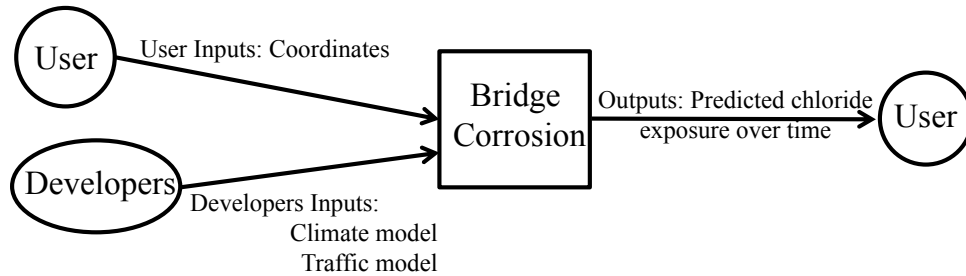 User
User Inputs: Coordinates
Developers
Developers Inputs:
Climate model
Traffic model
Bridge
Corrosion
Outputs: Predicted chloride
exposure over time
User